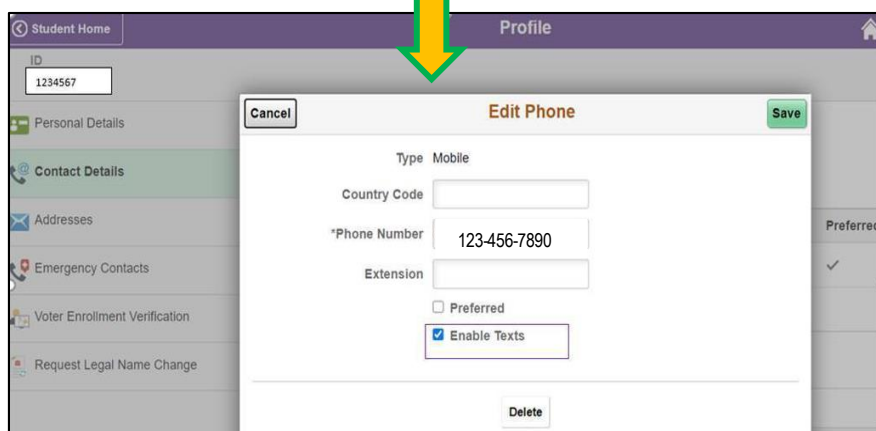 Student Home
Profile
ID
1234567
Personal Details
Contact Details
Addresses
Emergency Contacts
Voter Enrollment Verification
Request Legal Name Change
Cancel
Edit Phone
Save
Type Mobile
Country Code
*Phone Number 123-456-7890
Extension
Preferred
Enable Texts
Delete
Preferred